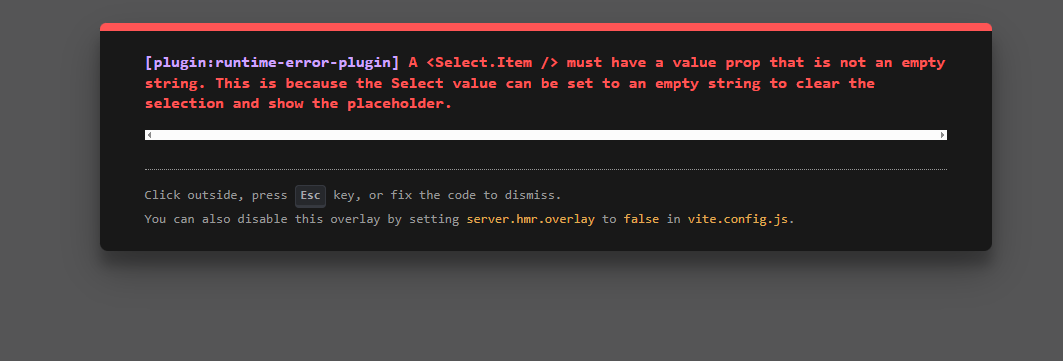 [plugin:runtime-error-plugin] A <Select.Item /> must have a value prop that is not an empty
string. This is because the Select value can be set to an empty string to clear the
selection and show the placeholder.
Click outside, press Esc key, or fix the code to dismiss.
You can also disable this overlay by setting server.hmr.overlay to false in vite.config.js.